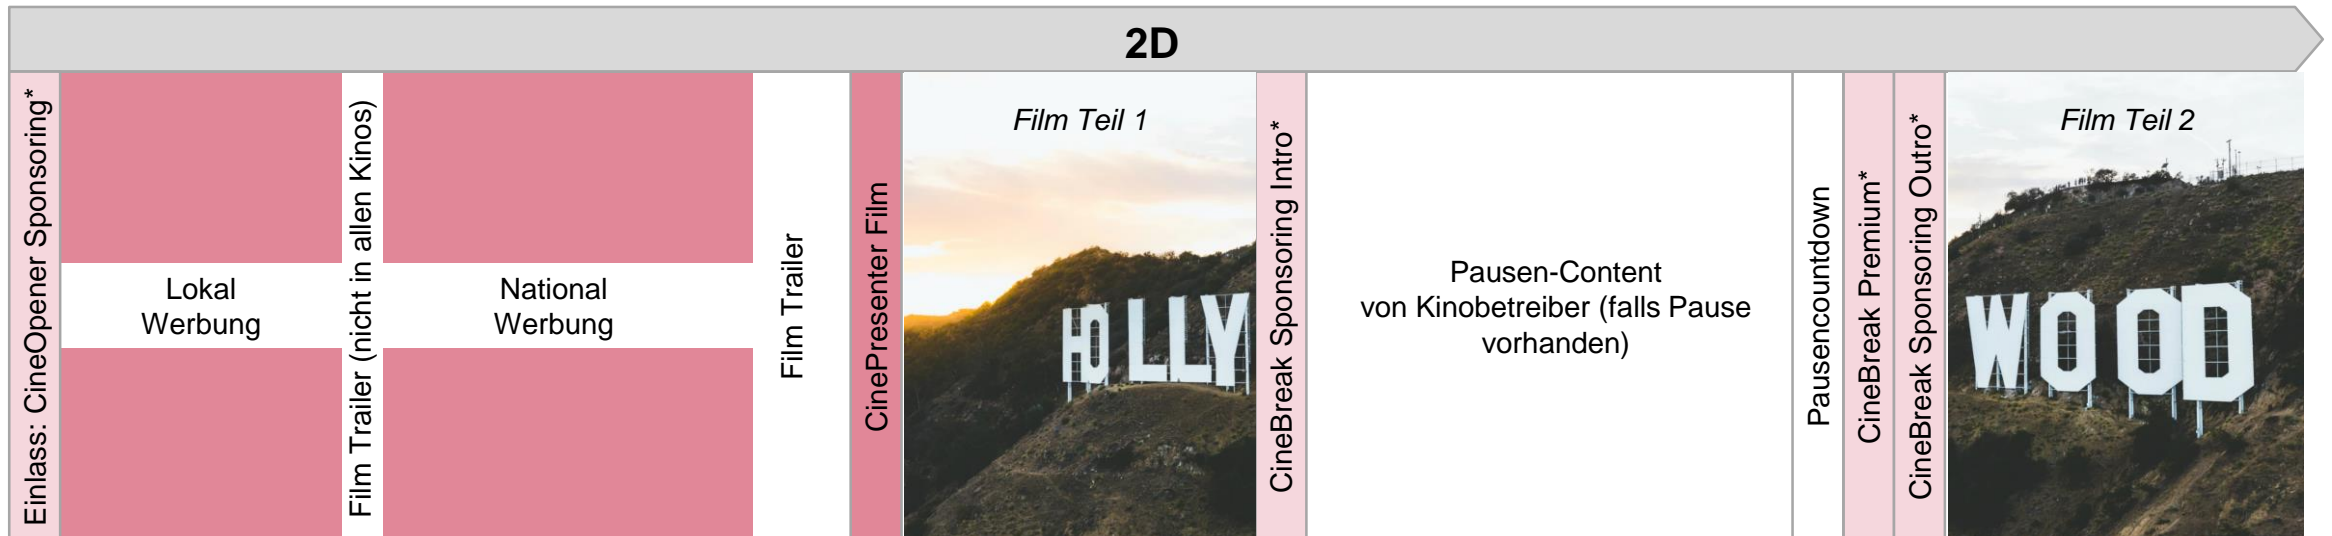 2D
Einlass: CineOpener Sponsoring*
Lokal
Werbung
Film Trailer (nicht in allen Kinos)
National
Werbung
Film Trailer
CinePresenter Film
Film Teil 1
HOLLY
CineBreak Sponsoring Intro*
Pausen-Content
von Kinobetreiber (falls Pause
vorhanden)
Pausencountdown
CineBreak Premium*
CineBreak Sponsoring Outro*
Film Teil 2
WOOD